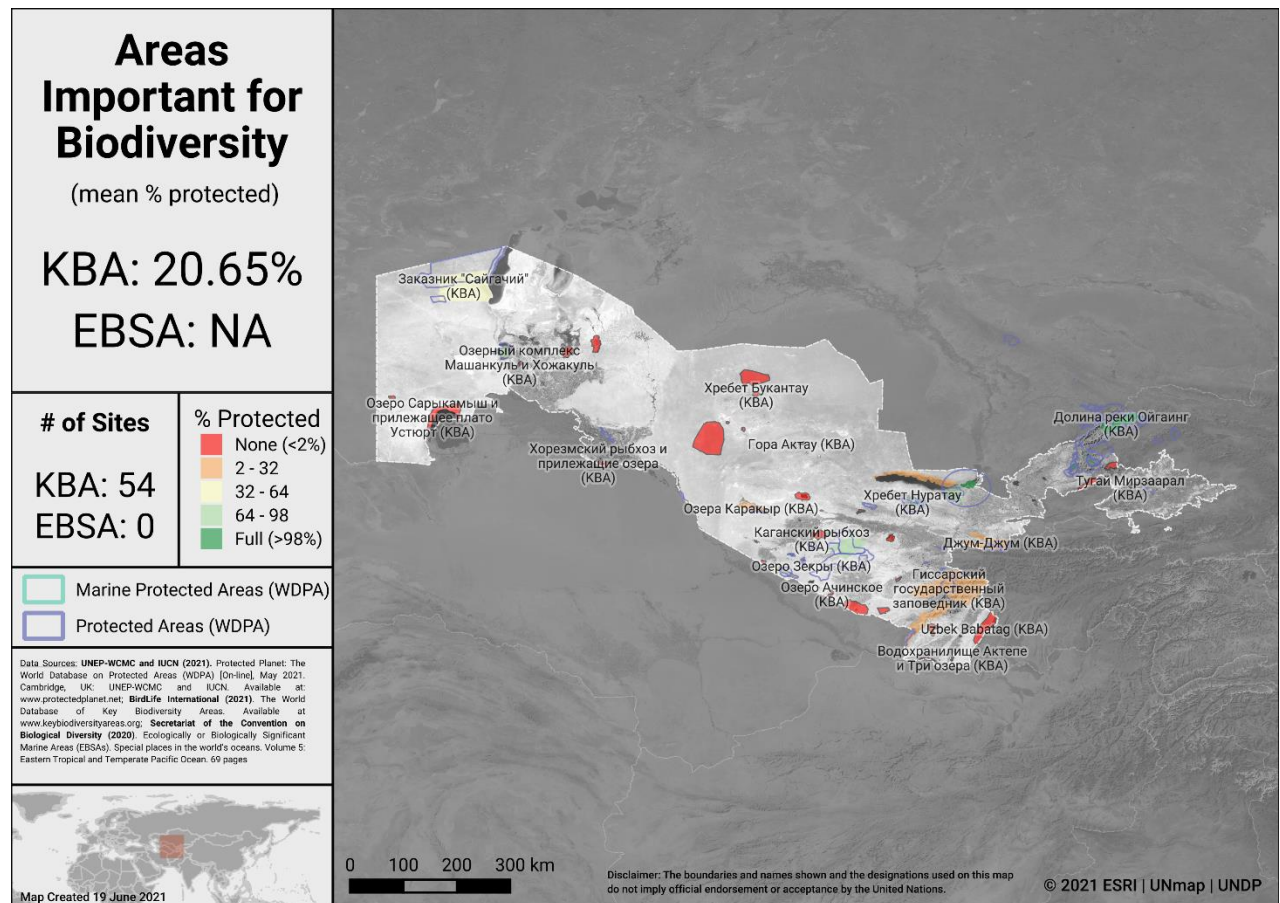 Areas
Important for
Biodiversity
(mean % protected)
KBA: 20.65%
EBSA: NA
# of Sites
KBA: 54
EBSA: 0
% Protected
None (<2%)
2 - 32
32 - 64
64 - 98
Full (>98%)
Marine Protected Areas (WDPA)
Protected Areas (WDPA)
Data Sources: UNEP-WCMC and IUCN (2021). Protected Planet: The
World Database on Protected Areas (WDPA) [On-line], May 2021.
Cambridge, UK: UNEP-WCMC and IUCN. Available at:
www.protectedplanet.net; BirdLife International (2021). The World
Database of Key Biodiversity Areas. Available at
www.keybiodiversityareas.org; Secretariat of the Convention on
Biological Diversity (2020). Ecologically or Biologically Significant
Marine Areas (EBSAs). Special places in the world's oceans. Volume 5:
Eastern Tropical and Temperate Pacific Ocean. 69 pages
Map Created 19 June 2021
Заказник "Сайгачий"
(KBA)
Озерный комплекс
Машанкуль и Хожакуль
(KBA)
Озеро Сарыкамыш и
прилежащее плато
Устюрт (KBA)
Хорезмский рыбхоз и
прилежащие озера
(KBA)
Хребет Букантау
(KBA)
Гора Актау (KBA)
Долина реки Ойгаинг
(KBA)
Тугай Мирзаарал
(KBA)
Хребет Нуратау
(KBA)
Озера Каракыр (KBA)
Каганский рыбхоз
(KBA)
Джум-Джум (KBA)
Озеро Зекры (KBA)
Озеро Ачинское
(KBA)
Гиссарский
государственный
заповедник (KBA)
Uzbek Babatag (KBA)
Водохранилище Актепе
и Три озера (KBA)
0 100 200 300 km
Disclaimer: The boundaries and names shown and the designations used on this map
do not imply official endorsement or acceptance by the United Nations.
© 2021 ESRI | UNmap | UNDP